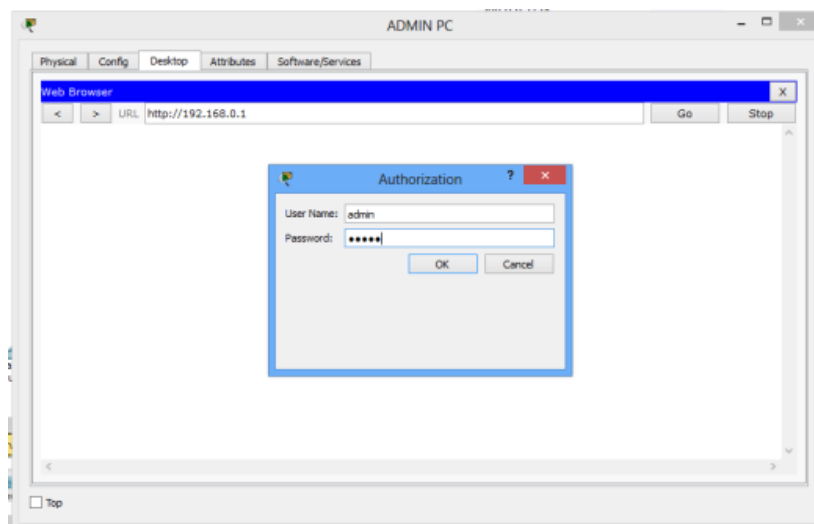 ADMIN PC
Physical Config Desktop Attributes Software/Services
Web Browser X
< > URL http://192.168.0.1 Go Stop
Authorization ?
User Name: admin
Password: •••••
OK Cancel
Top